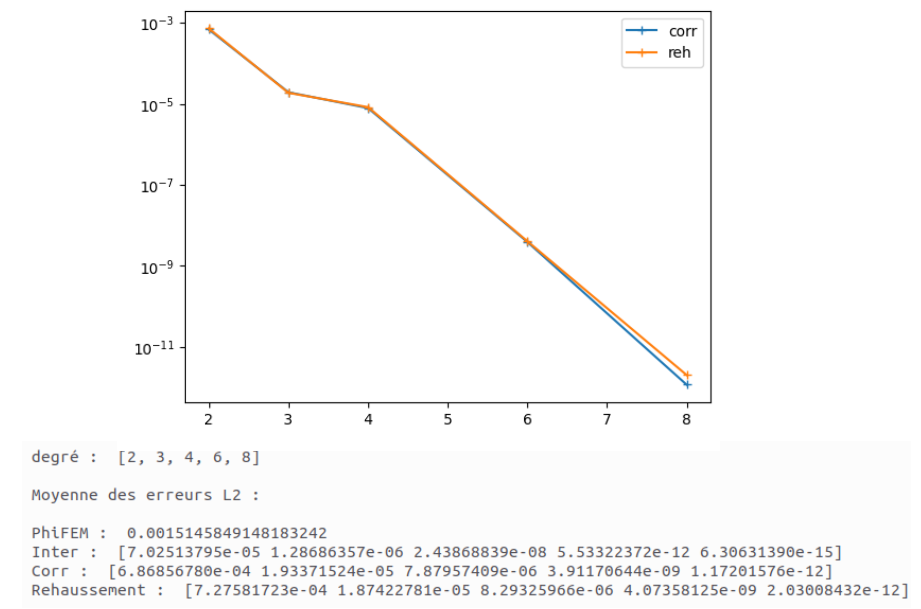 10^-3
10^-5
10^-7
10^-9
10^-11
corr
reh
2 3 4 5 6 7 8
degré :  [2, 3, 4, 6, 8]
Moyenne des erreurs L2 :
PhiFEM :  0.0015145849148183242
Inter :  [7.02513795e-05 1.28686357e-06 2.43868839e-08 5.53322372e-12 6.30631390e-15]
Corr :  [6.86856780e-04 1.93371524e-05 7.87957409e-06 3.91170644e-09 1.17201576e-12]
Rehaussement :  [7.27581723e-04 1.87422781e-05 8.29325966e-06 4.07358125e-09 2.03008432e-12]